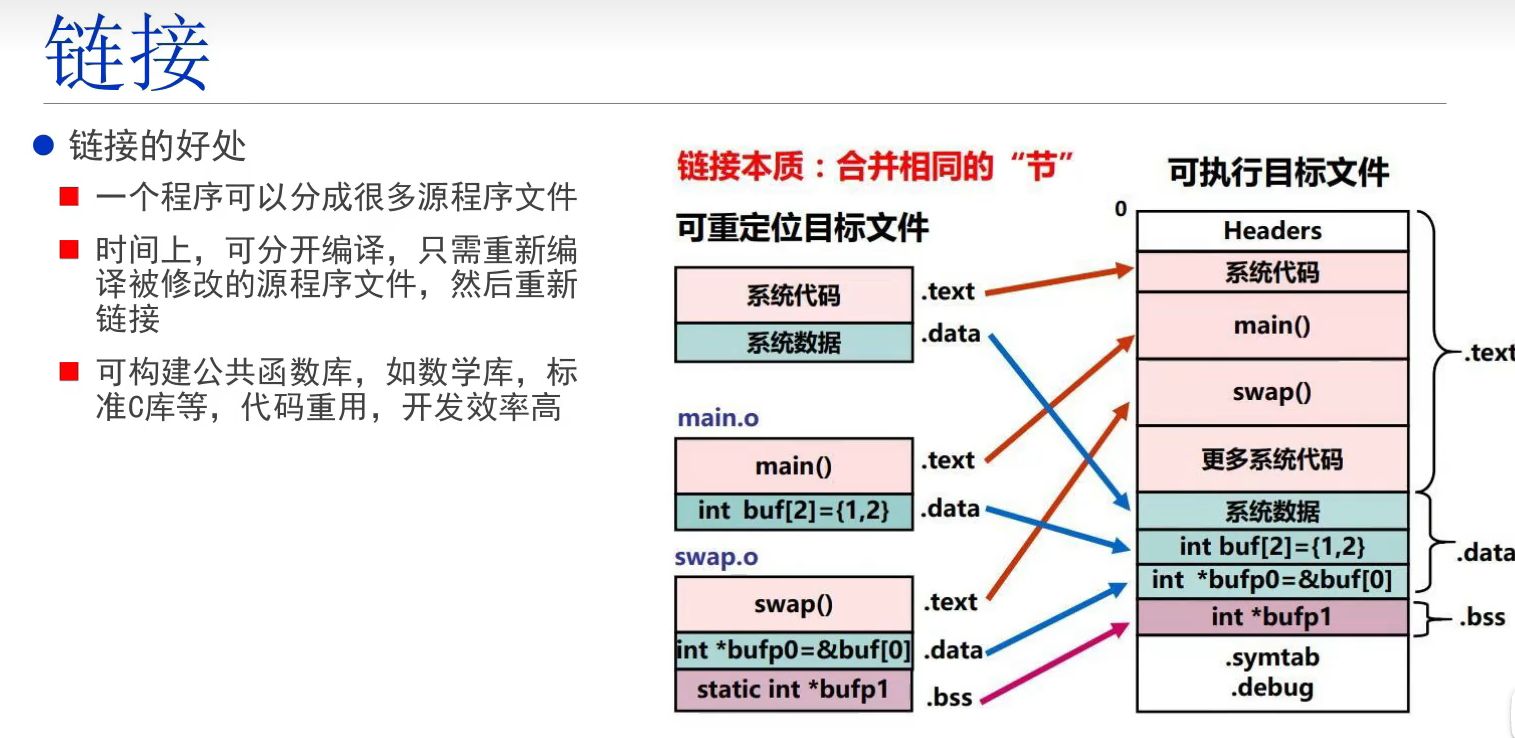 链接
链接的好处
一个程序可以分成很多源程序文件
时间上，可分开编译，只需重新编
译被修改的源程序文件，然后重新
链接
可构建公共函数库，如数学库，标
准C库等，代码重用，开发效率高
链接本质：合并相同的“节”
可重定位目标文件
系统代码
.text
系统数据
.data
main.o
main()
.text
int buf[2]={1,2}
.data
swap.o
swap()
.text
int *bufp0=&buf[0]
.data
static int *bufp1
.bss
可执行目标文件
0
Headers
系统代码
main()
swap()
更多系统代码
.text
系统数据
int buf[2]={1,2}
int *bufp0=&buf[0]
.data
int *bufp1
.bss
.symtab
.debug